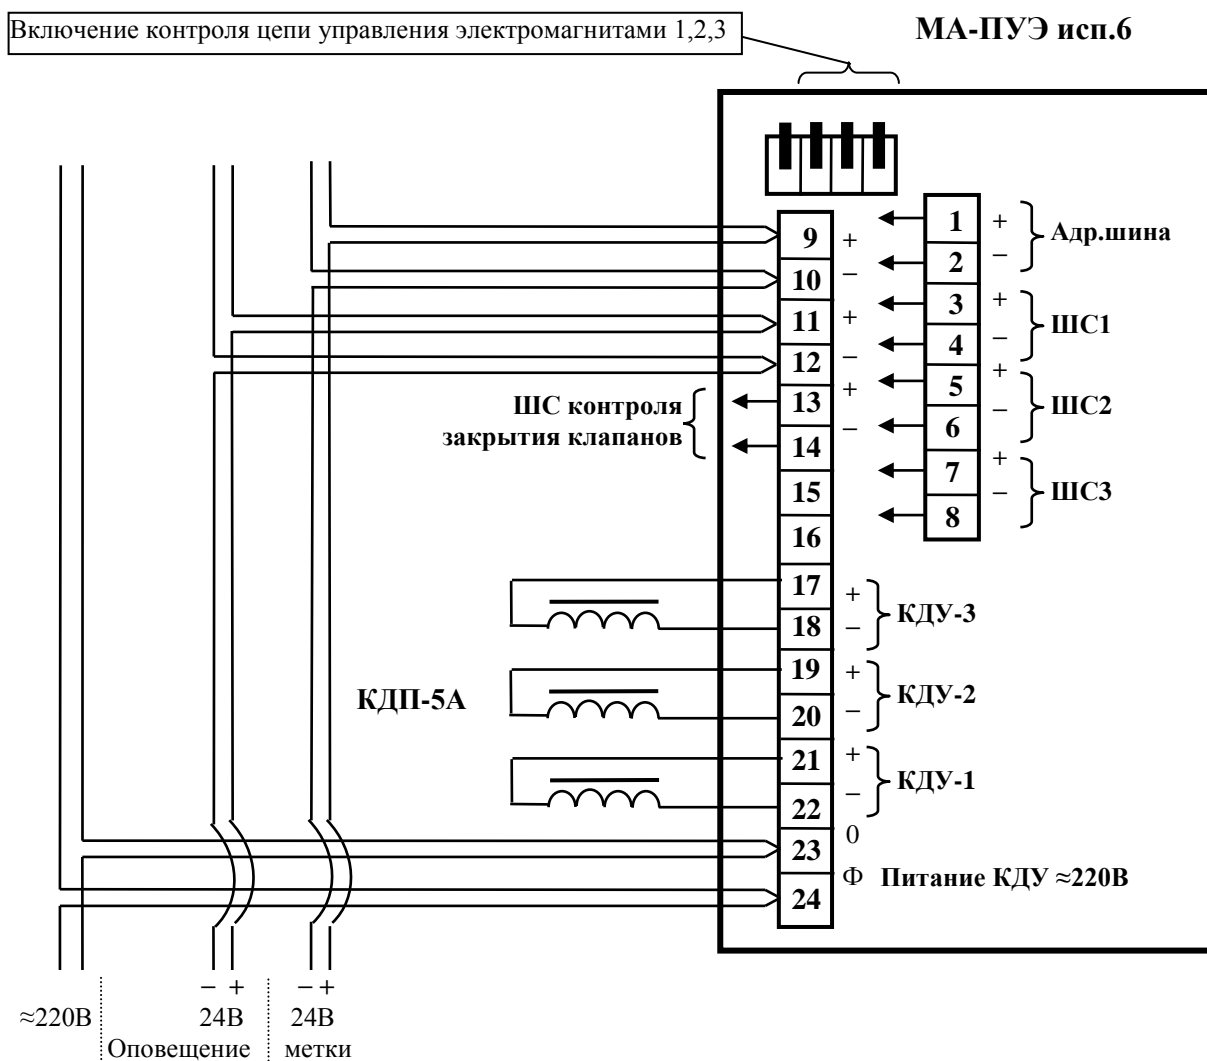 Включение контроля цепи управления электромагнитами 1,2,3
МА-ПУЭ исп.6
1 +
Адр.шина
2 −
3 +
ШС1
4 −
5 +
ШС2
6 −
7 +
ШС3
8 −
9 +
10 −
11 +
12 −
13 +
14 −
ШС контроля
закрытия клапанов
15
16
17 +
КДУ-3
18 −
19 +
КДУ-2
20 −
КДП-5А
21 +
КДУ-1
22 −
23 0
24 Ф Питание КДУ ≈220В
− + − +
≈220В 24В 24В
Оповещение метки